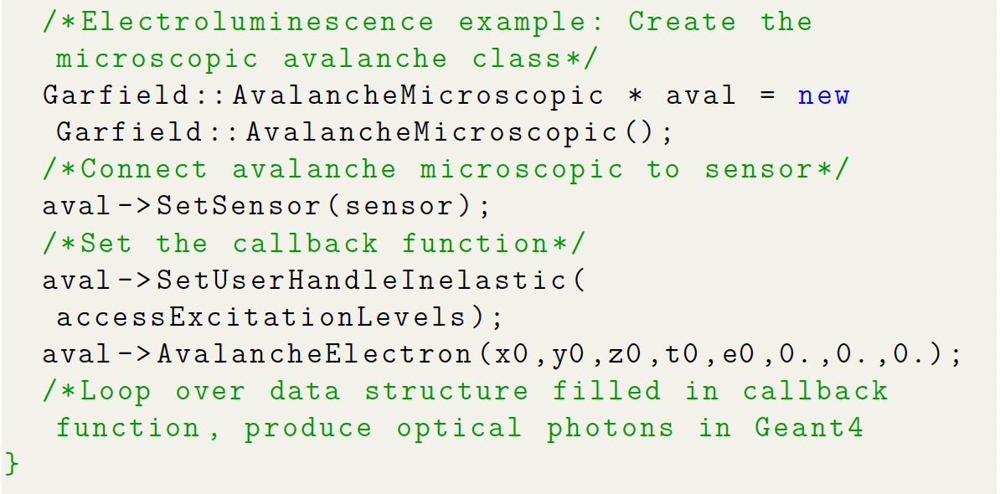 /*Electroluminescence example: Create the
microscopic avalanche class*/
Garfield::AvalancheMicroscopic * aval = new
Garfield::AvalancheMicroscopic();
/*Connect avalanche microscopic to sensor*/
aval->SetSensor(sensor);
/*Set the callback function*/
aval->SetUserHandleInelastic(
accessExcitationLevels);
aval->AvalancheElectron(x0,y0,z0,t0,e0,0.,0.,0.);
/*Loop over data structure filled in callback
function, produce optical photons in Geant4
}